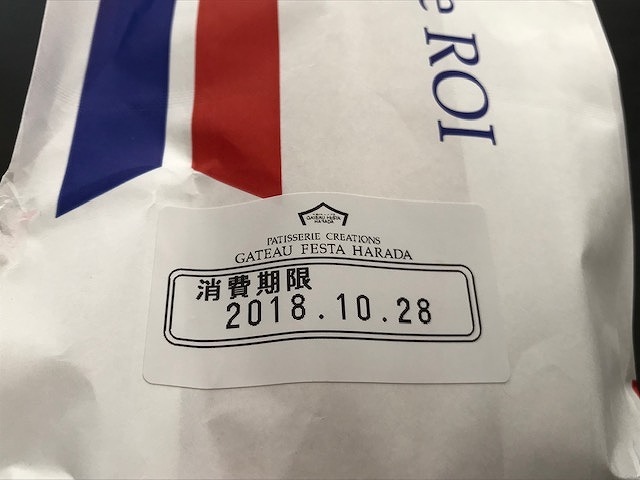 e ROI
GATEAU FESTA
HARADA
PATISSERIE CREATIONS
GATEAU FESTA HARADA
消費期限
2018.10.28